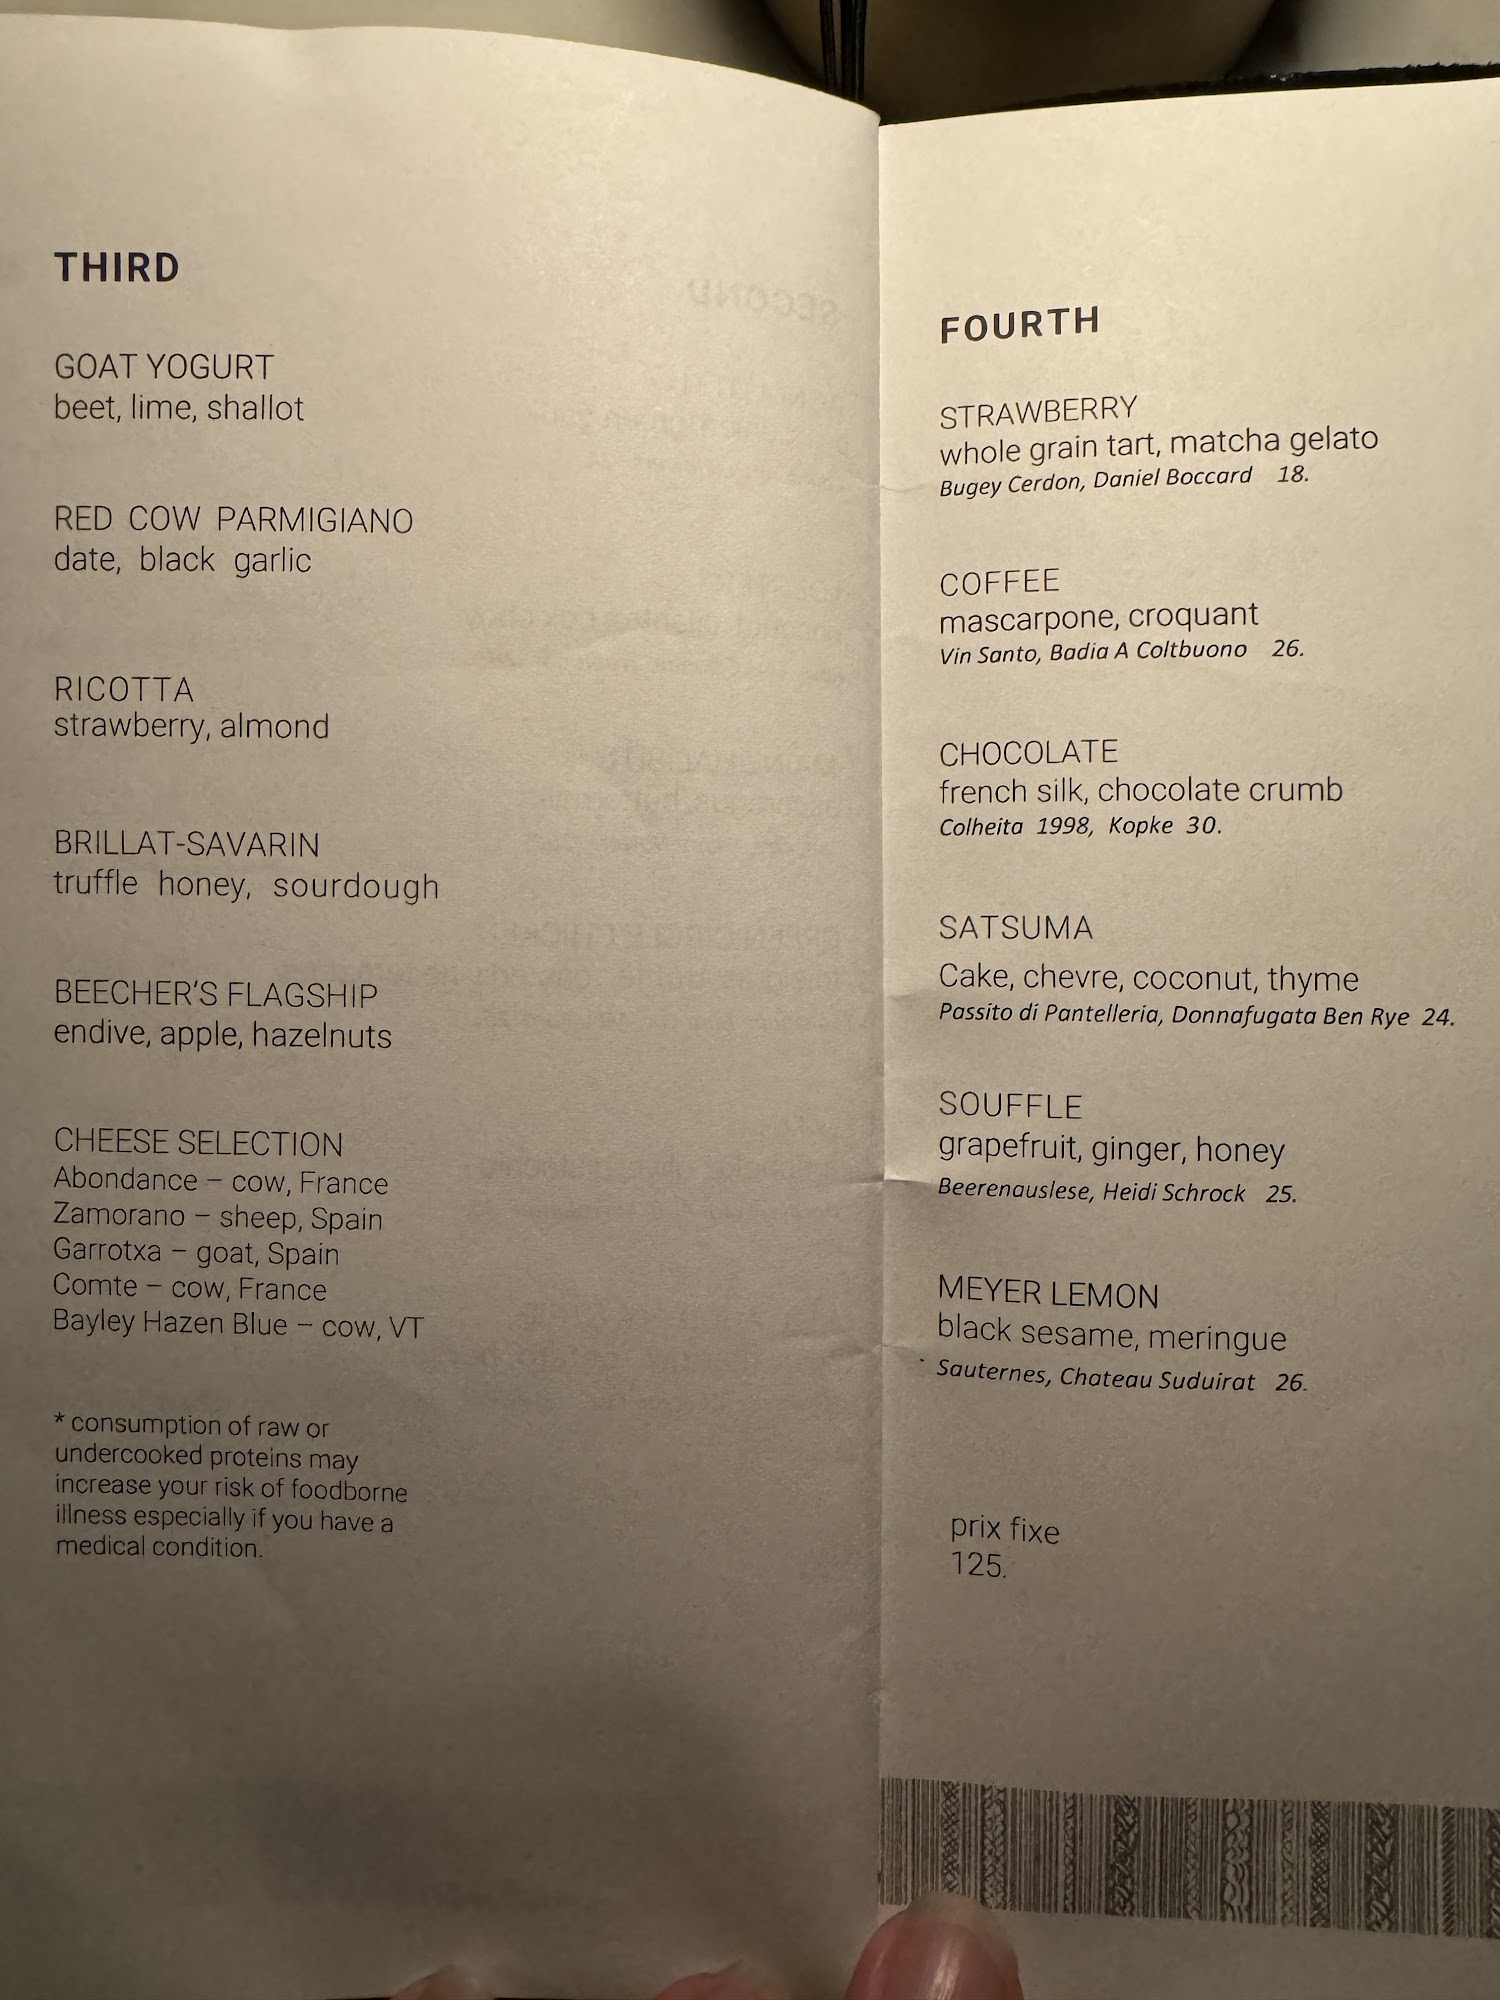 THIRD
GOAT YOGURT
beet, lime, shallot
RED COW PARMIGIANO
date, black garlic
RICOTTA
strawberry, almond
BRILLAT-SAVARIN
truffle honey, sourdough
BEECHER'S FLAGSHIP
endive, apple, hazelnuts
CHEESE SELECTION
Abondance – cow, France
Zamorano – sheep, Spain
Garrotxa – goat, Spain
Comte – cow, France
Bayley Hazen Blue – cow, VT
* consumption of raw or
undercooked proteins may
increase your risk of foodborne
illness especially if you have a
medical condition.
SECOND
FOURTH
STRAWBERRY
whole grain tart, matcha gelato
Bugey Cerdon, Daniel Boccard 18.
COFFEE
mascarpone, croquant
Vin Santo, Badia A Coltbuono 26.
CHOCOLATE
french silk, chocolate crumb
Colheita 1998, Kopke 30.
SATSUMA
Cake, chevre, coconut, thyme
Passito di Pantelleria, Donnafugata Ben Rye 24.
SOUFFLE
grapefruit, ginger, honey
Beerenauslese, Heidi Schrock 25.
MEYER LEMON
black sesame, meringue
Sauternes, Chateau Suduirat 26.
prix fixe
125.